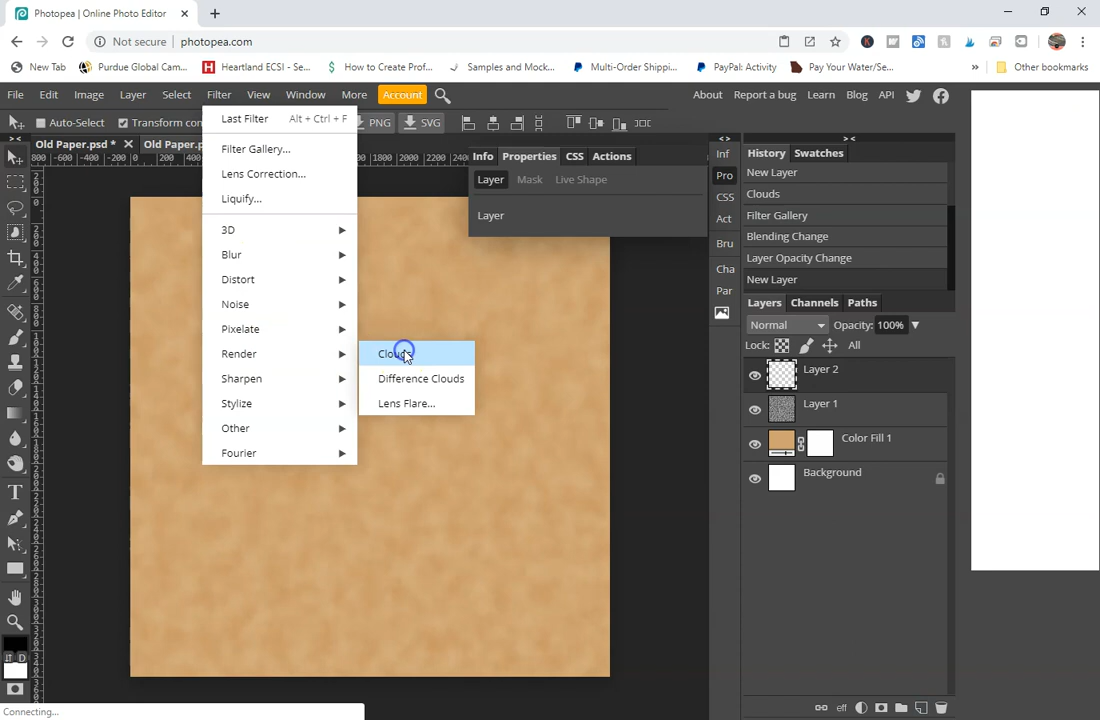 Photopea | Online Photo Editor
Not secure | photopea.com
New Tab Purdue Global Cam... Heartland ECSI - Se... How to Create Prof... Samples and Mock... Multi-Order Shippi... PayPal: Activity Pay Your Water/Se... » Other bookmarks
File Edit Image Layer Select Filter View Window More Account About Report a bug Learn Blog API
Auto-Select Transform con PNG SVG
Last Filter Alt + Ctrl + F
Old Paper.psd * Old Paper.p
Filter Gallery...
Lens Correction...
Liquify...
3D
Blur
Distort
Noise
Pixelate
Render
Sharpen
Stylize
Other
Fourier
Clouds
Difference Clouds
Lens Flare...
Info Properties CSS Actions
Layer Mask Live Shape
Layer
Inf
Pro
CSS
Act
Bru
Cha
Par
History Swatches
New Layer
Clouds
Filter Gallery
Blending Change
Layer Opacity Change
New Layer
Layers Channels Paths
Normal Opacity: 100%
Lock: All
Layer 2
Layer 1
Color Fill 1
Background
eff
Connecting...